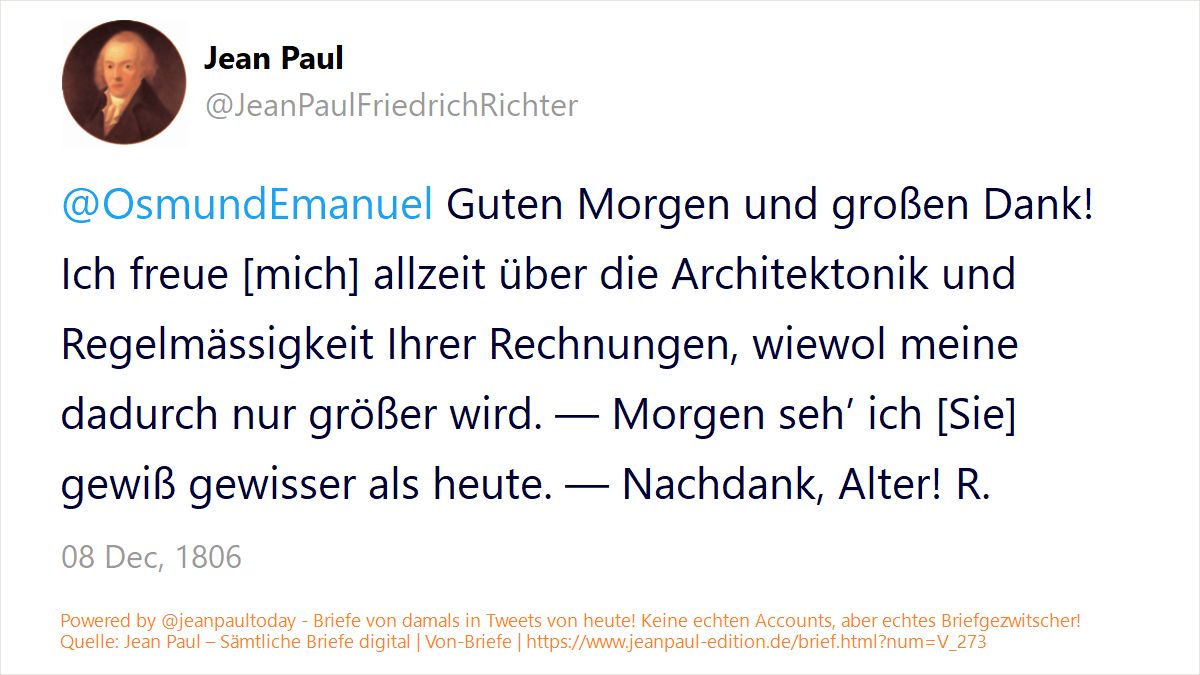 Jean Paul
@JeanPaulFriedrichRichter
@OsmundEmanuel Guten Morgen und großen Dank!
Ich freue [mich] allzeit über die Architektonik und
Regelmässigkeit Ihrer Rechnungen, wiewol meine
dadurch nur größer wird. — Morgen seh’ ich [Sie]
gewiß gewisser als heute. — Nachdank, Alter! R.
08 Dec, 1806
Powered by @jeanpaultoday - Briefe von damals in Tweets von heute! Keine echten Accounts, aber echtes Briefgezwitscher!
Quelle: Jean Paul – Sämtliche Briefe digital | Von-Briefe | https://www.jeanpaul-edition.de/brief.html?num=V_273